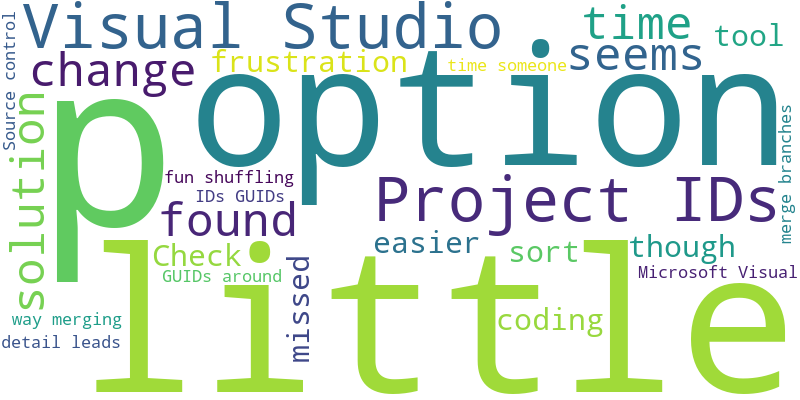 Source control
Visual Studio
time
tool
change
frustration
time someone
seems
p
option
solution
fun shuffling
IDs GUIDs
Project IDs
merge branches
found
Check
GUIDs around
missed
easier
sort
though
Microsoft Visual
little
way merging
detail leads
coding